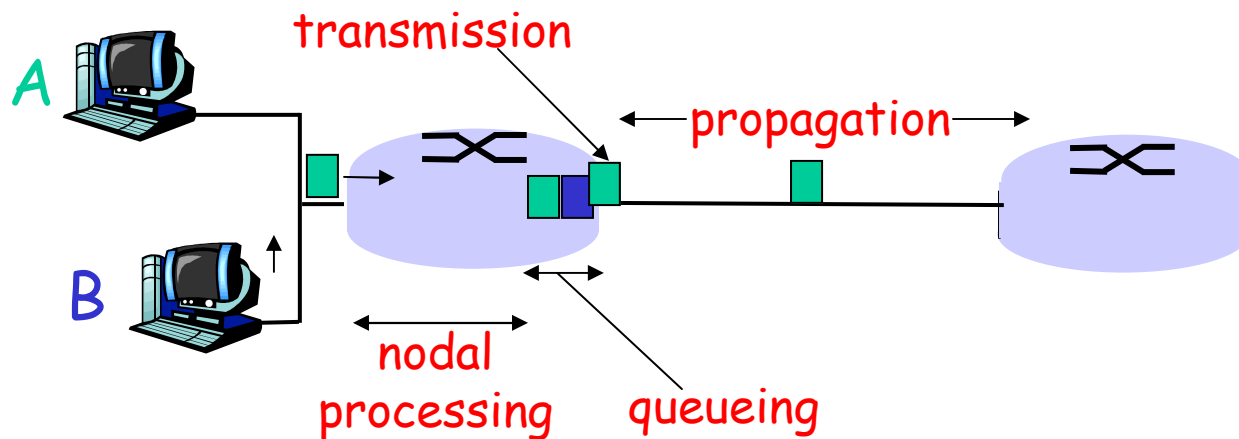 transmission
A
propagation
B
nodal
processing
queueing